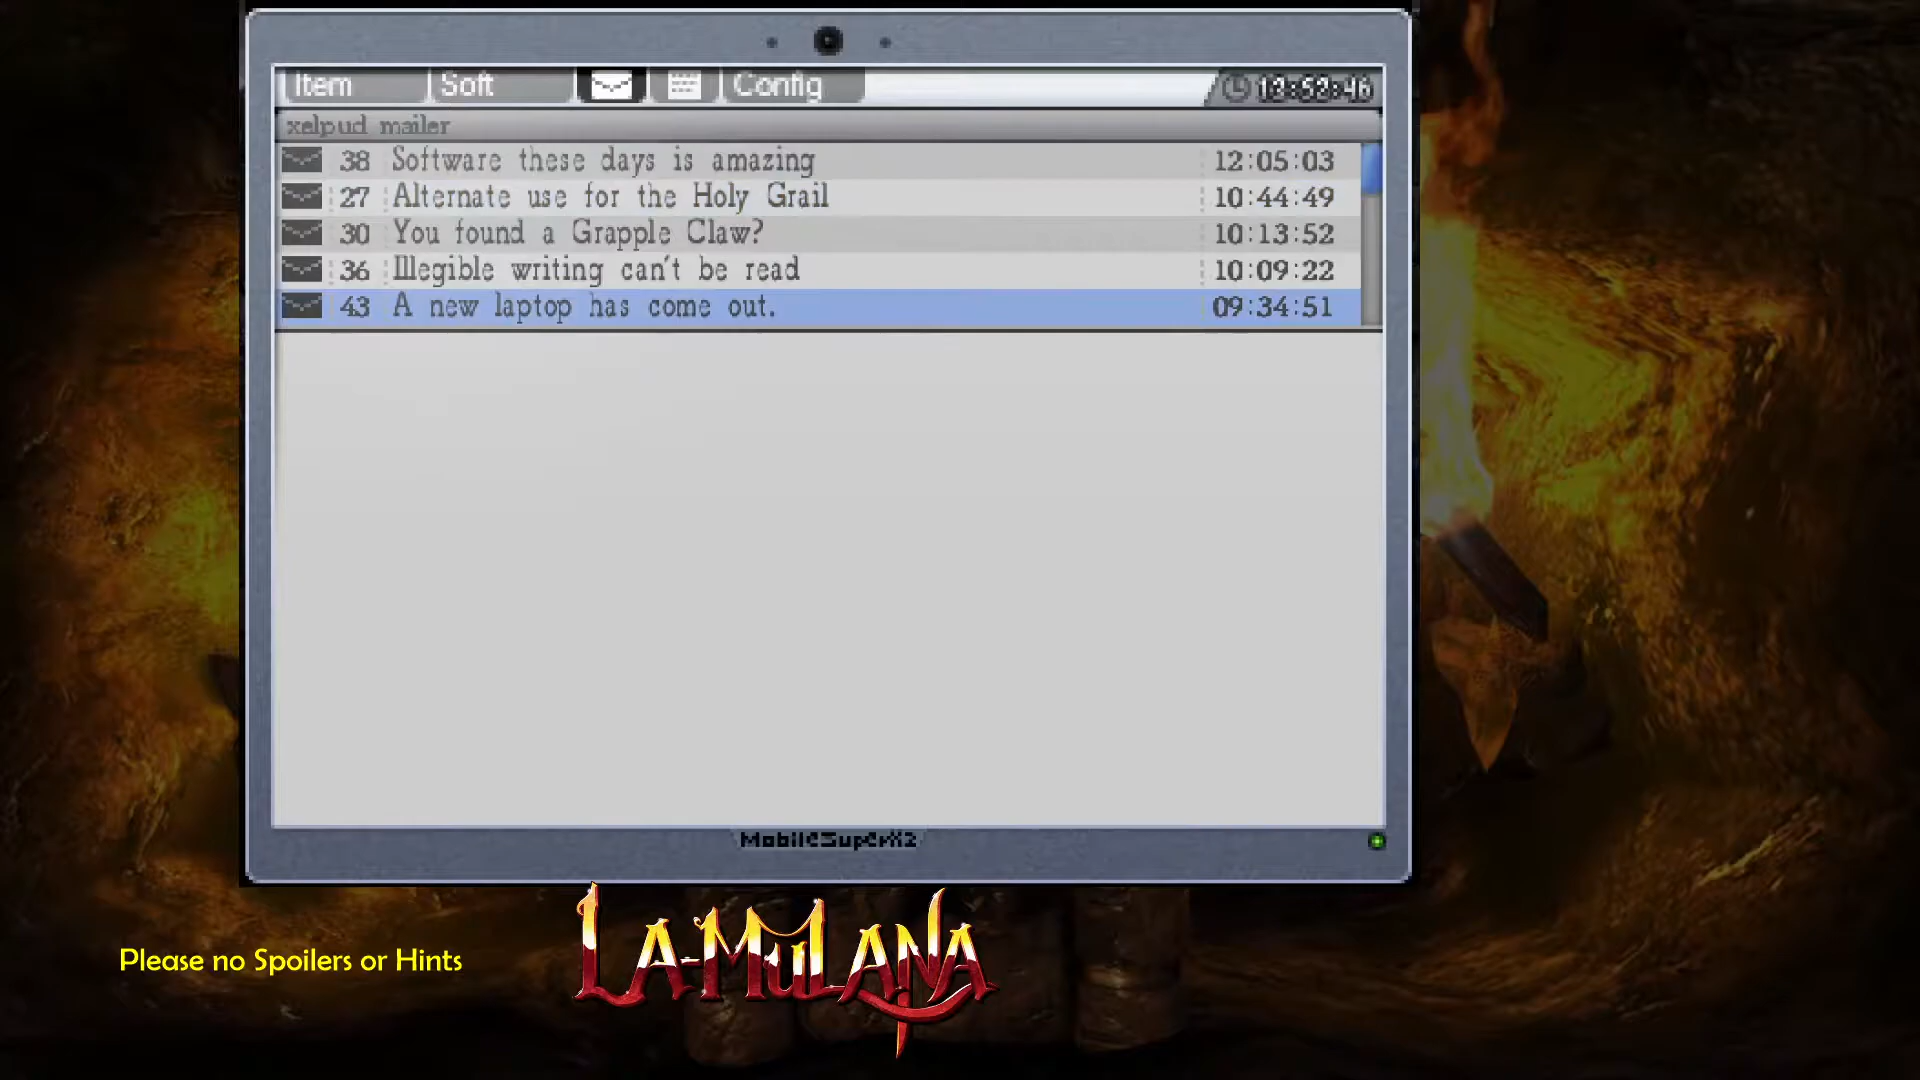 Item Soft Config 12:52:46
xelpud mailer
38 Software these days is amazing 12:05:03
27 Alternate use for the Holy Grail 10:44:49
30 You found a Grapple Claw? 10:13:52
36 Illegible writing can't be read 10:09:22
43 A new laptop has come out. 09:34:51
MobileSuperX2
LA-MULANA
Please no Spoilers or Hints